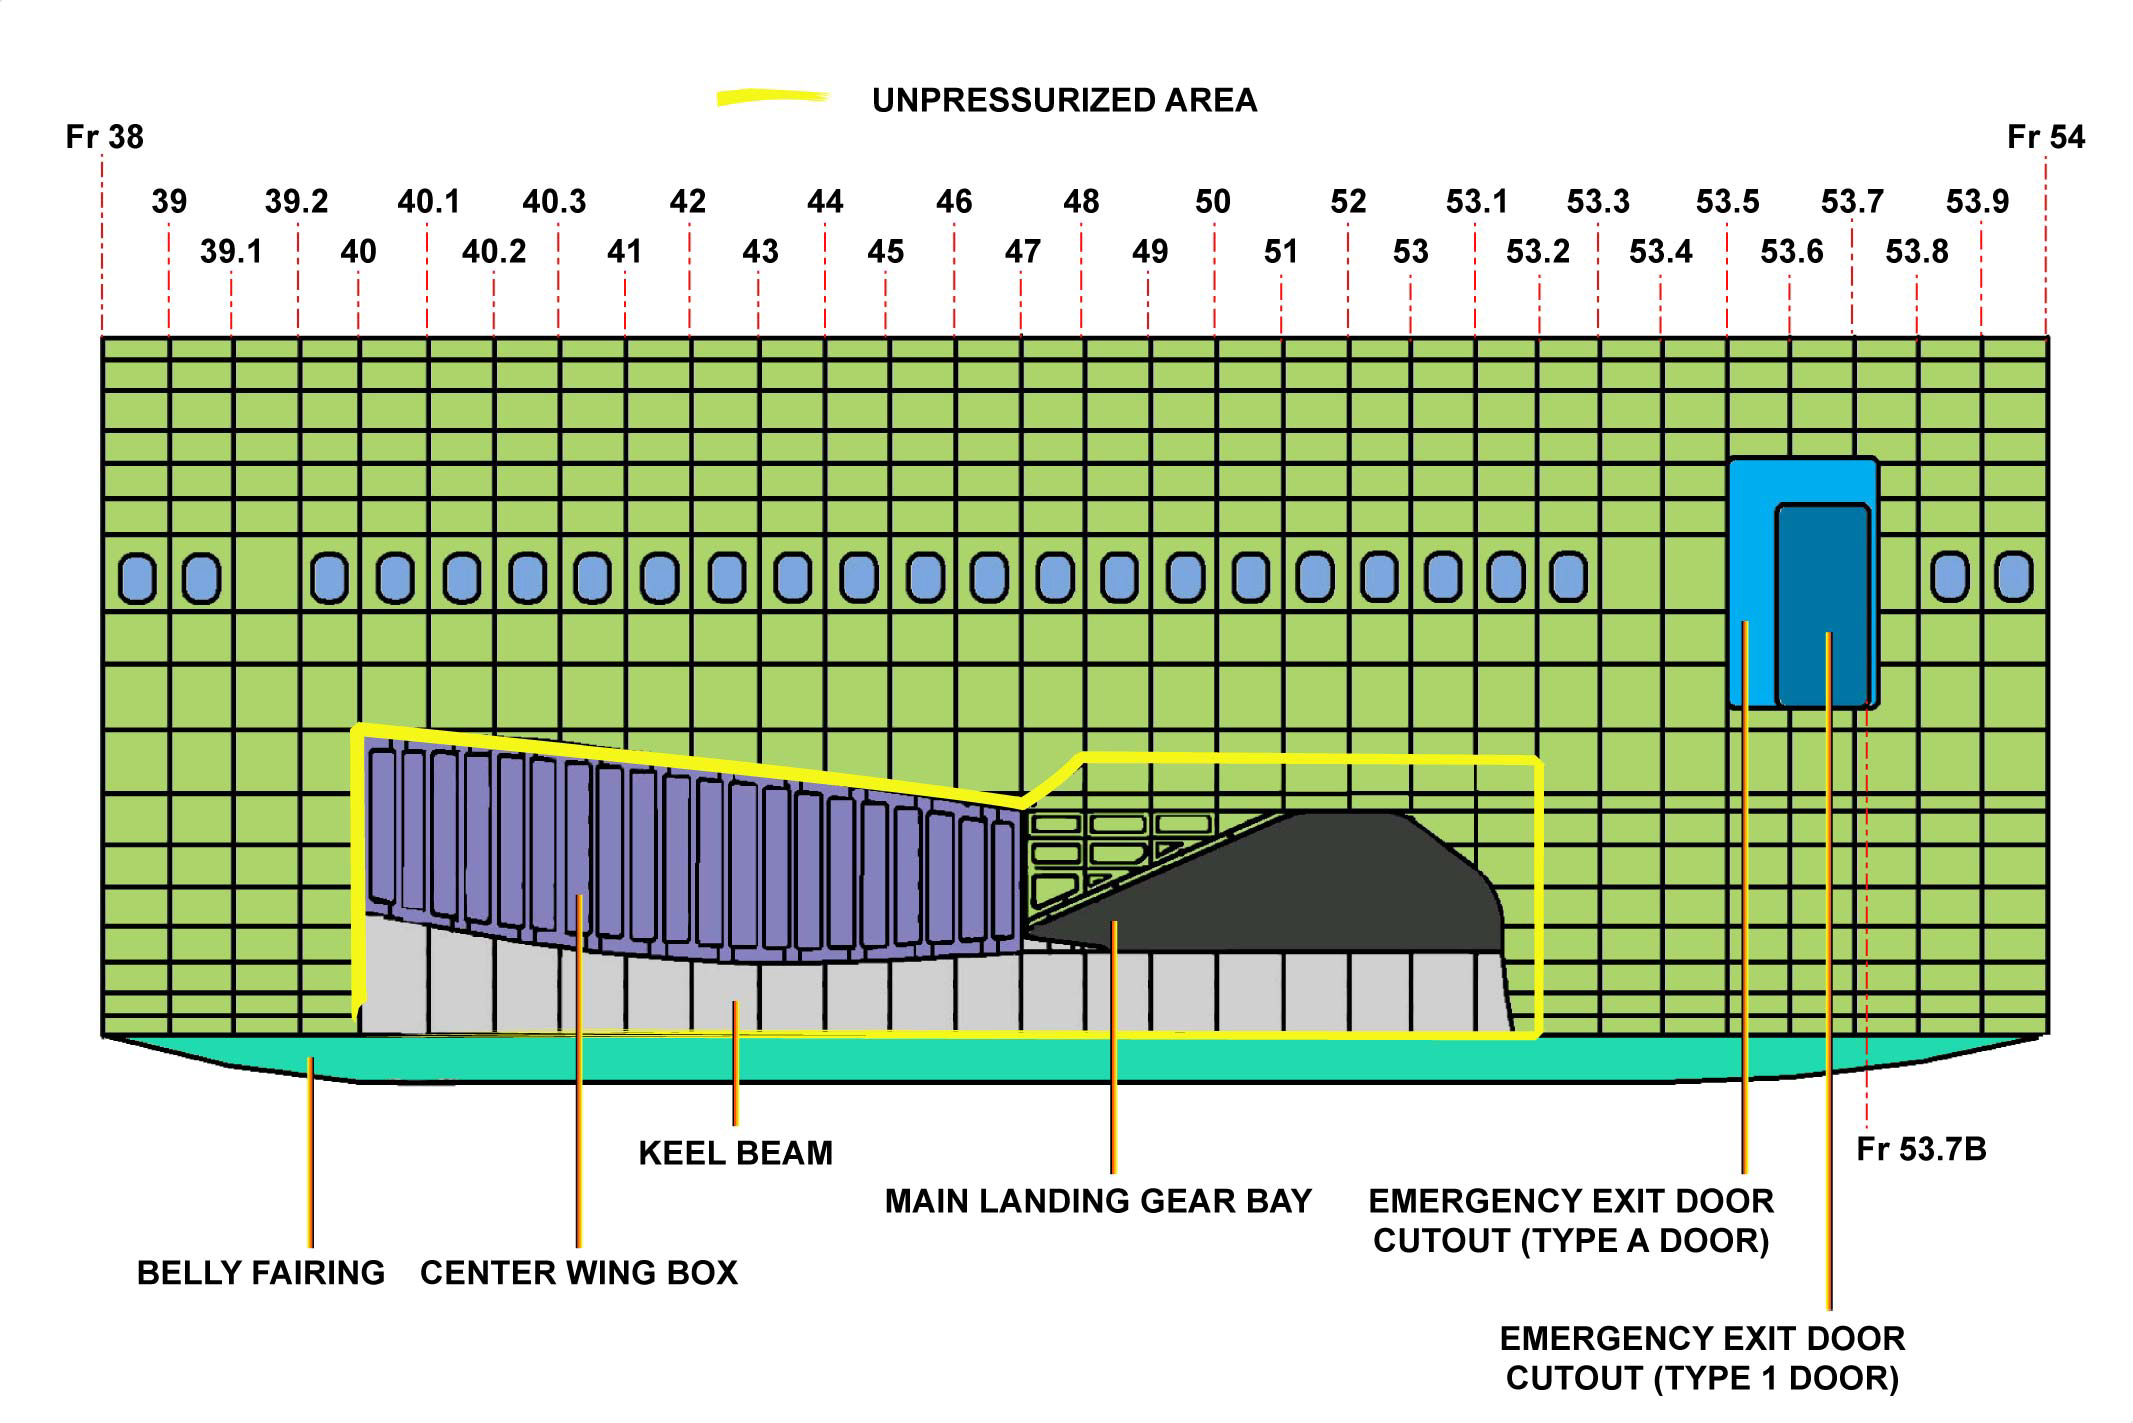 UNPRESSURIZED AREA
Fr 38
Fr 54
39
39.2
40.1
40.3
42
44
46
48
50
52
53.1
53.3
53.5
53.7
53.9
39.1
40
40.2
41
43
45
47
49
51
53
53.2
53.4
53.6
53.8
KEEL BEAM
Fr 53.7B
MAIN LANDING GEAR BAY
EMERGENCY EXIT DOOR
CUTOUT (TYPE A DOOR)
BELLY FAIRING
CENTER WING BOX
EMERGENCY EXIT DOOR
CUTOUT (TYPE 1 DOOR)